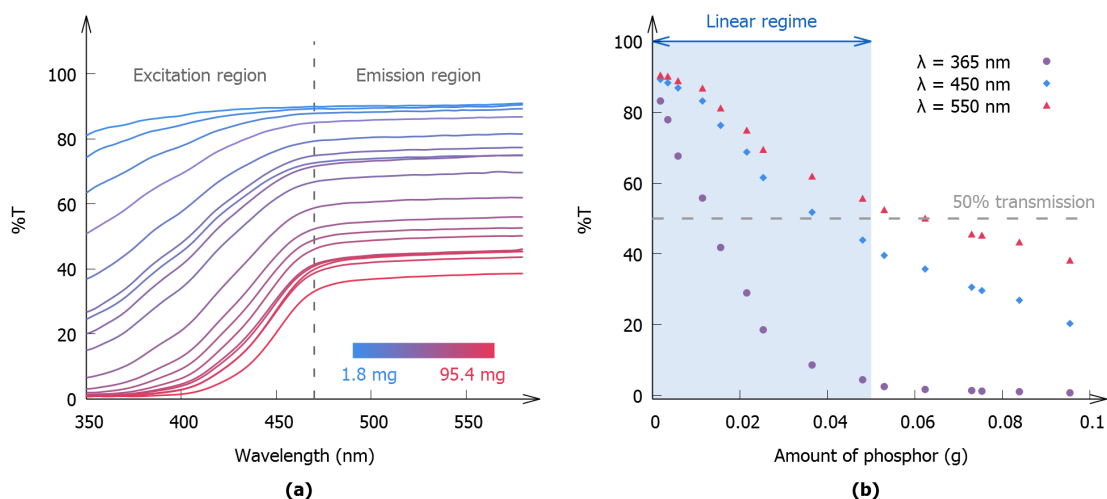 Linear regime
100
80
60
40
20
0
%T
Excitation region
Emission region
1.8 mg
95.4 mg
350
400
450
500
550
Wavelength (nm)
(a)
100
80
60
40
20
0
%T
λ = 365 nm
λ = 450 nm
λ = 550 nm
50% transmission
0
0.02
0.04
0.06
0.08
0.1
Amount of phosphor (g)
(b)